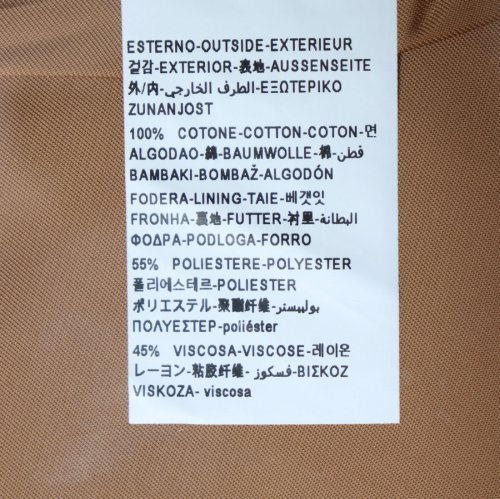 ESTERNO-OUTSIDE-EXTERIEUR
겉감-EXTERIOR-表地-AUSSENSEITE
外/内-الطرف الخارجي-ΕΞΩΤΕΡΙΚΟ
ZUNANJOST
100% COTONE-COTTON-COTON-면
ALGODAO-綿-BAUMWOLLE-棉-قطن
BAMBAKI-BOMBAŽ-ALGODÓN
FODERA-LINING-TAIE-베갯잇
FRONHA-裏地-FUTTER-衬里-البطانة
ΦΟΔΡΑ-PODLOGA-FORRO
55% POLIESTERE-POLYESTER
폴리에스테르-POLIESTER
ポリエステル-聚酯纤维-بوليستر
ΠΟΛΥΕΣΤΕΡ-poliéster
45% VISCOSA-VISCOSE-레이온
レーヨン-粘胶纤维-فسكوز-ΒΙΣΚΟΖ
VISKOZA- viscosa